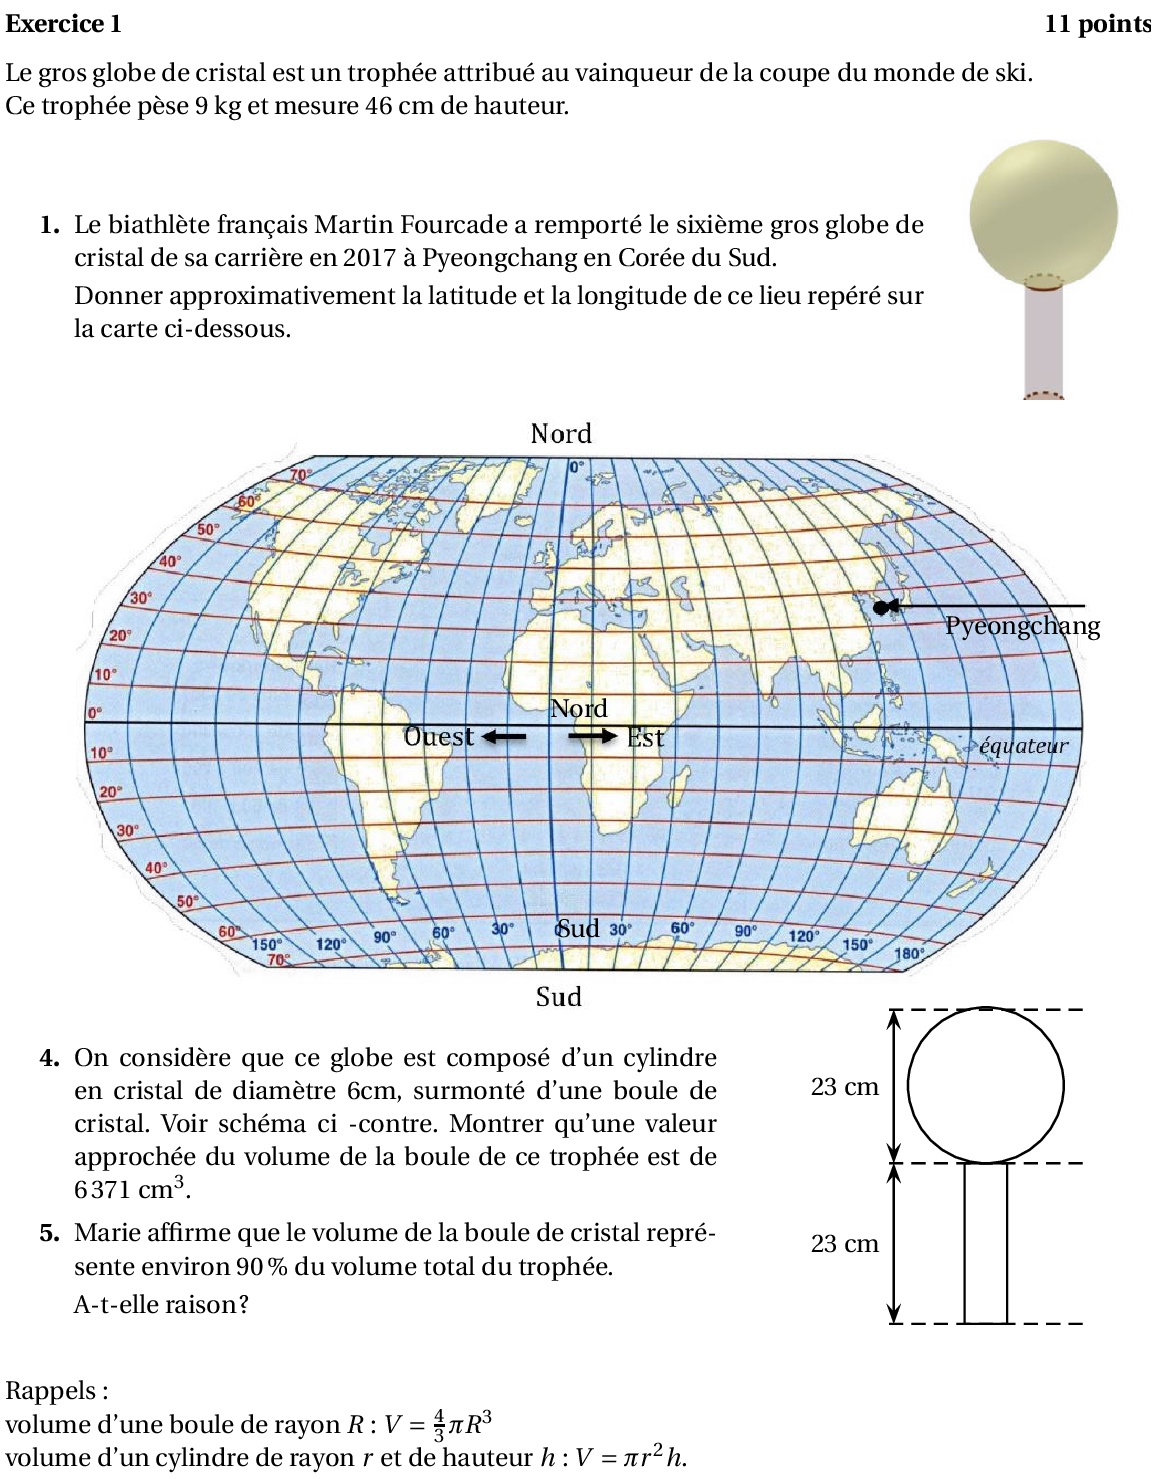 Exercice 1 11 points
Le gros globe de cristal est un trophée attribué au vainqueur de la coupe du monde de ski.
Ce trophée pèse 9 kg et mesure 46 cm de hauteur.
1. Le biathlète français Martin Fourcade a remporté le sixième gros globe de
cristal de sa carrière en 2017 à Pyeongchang en Corée du Sud.
Donner approximativement la latitude et la longitude de ce lieu repéré sur
la carte ci-dessous.
Nord
0°
70°
60°
50°
40°
30°
Pyeongchang
20°
10°
Nord
0°
Ouest Est
équateur
10°
20°
30°
40°
50°
60° 150° 120° 90° 60° 30° Sud 30° 60° 90° 120° 150° 180°
70°
Sud
4. On considère que ce globe est composé d'un cylindre
en cristal de diamètre 6cm, surmonté d'une boule de
cristal. Voir schéma ci -contre. Montrer qu'une valeur
approchée du volume de la boule de ce trophée est de
6 371 cm³.
23 cm
5. Marie affirme que le volume de la boule de cristal repré-
sente environ 90 % du volume total du trophée.
A-t-elle raison?
23 cm
Rappels :
volume d'une boule de rayon R : V = 4/3 πR³
volume d'un cylindre de rayon r et de hauteur h : V = πr²h.